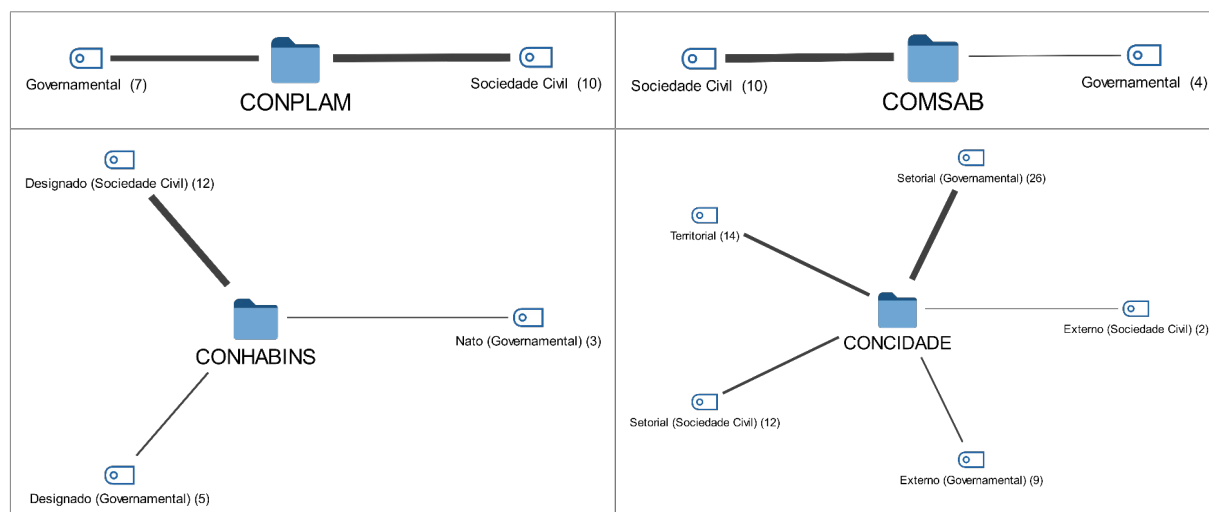 Governamental (7)
Sociedade Civil (10)
CONPLAM
Sociedade Civil (10)
Governamental (4)
COMSAB
Designado (Sociedade Civil) (12)
Nato (Governamental) (3)
CONHABINS
Designado (Governamental) (5)
Setorial (Governamental) (26)
Territorial (14)
Externo (Sociedade Civil) (2)
CONCIDADE
Setorial (Sociedade Civil) (12)
Externo (Governamental) (9)